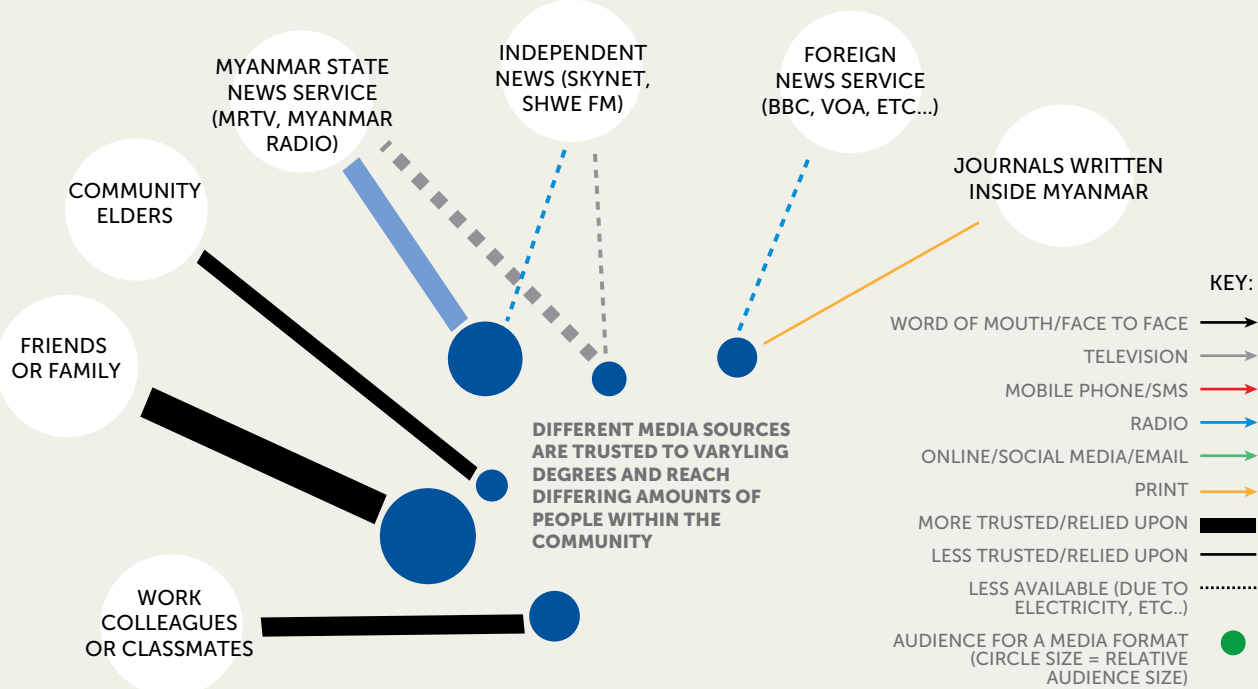 MYANMAR STATE
NEWS SERVICE
(MRTV, MYANMAR
RADIO)
INDEPENDENT
NEWS (SKYNET,
SHWE FM)
FOREIGN
NEWS SERVICE
(BBC, VOA, ETC...)
JOURNALS WRITTEN
INSIDE MYANMAR
COMMUNITY
ELDERS
FRIENDS
OR FAMILY
WORK
COLLEAGUES
OR CLASSMATES
DIFFERENT MEDIA SOURCES
ARE TRUSTED TO VARYLING
DEGREES AND REACH
DIFFERING AMOUNTS OF
PEOPLE WITHIN THE
COMMUNITY
KEY:
WORD OF MOUTH/FACE TO FACE
TELEVISION
MOBILE PHONE/SMS
RADIO
ONLINE/SOCIAL MEDIA/EMAIL
PRINT
MORE TRUSTED/RELIED UPON
LESS TRUSTED/RELIED UPON
LESS AVAILABLE (DUE TO
ELECTRICITY, ETC..)
AUDIENCE FOR A MEDIA FORMAT
(CIRCLE SIZE = RELATIVE
AUDIENCE SIZE)